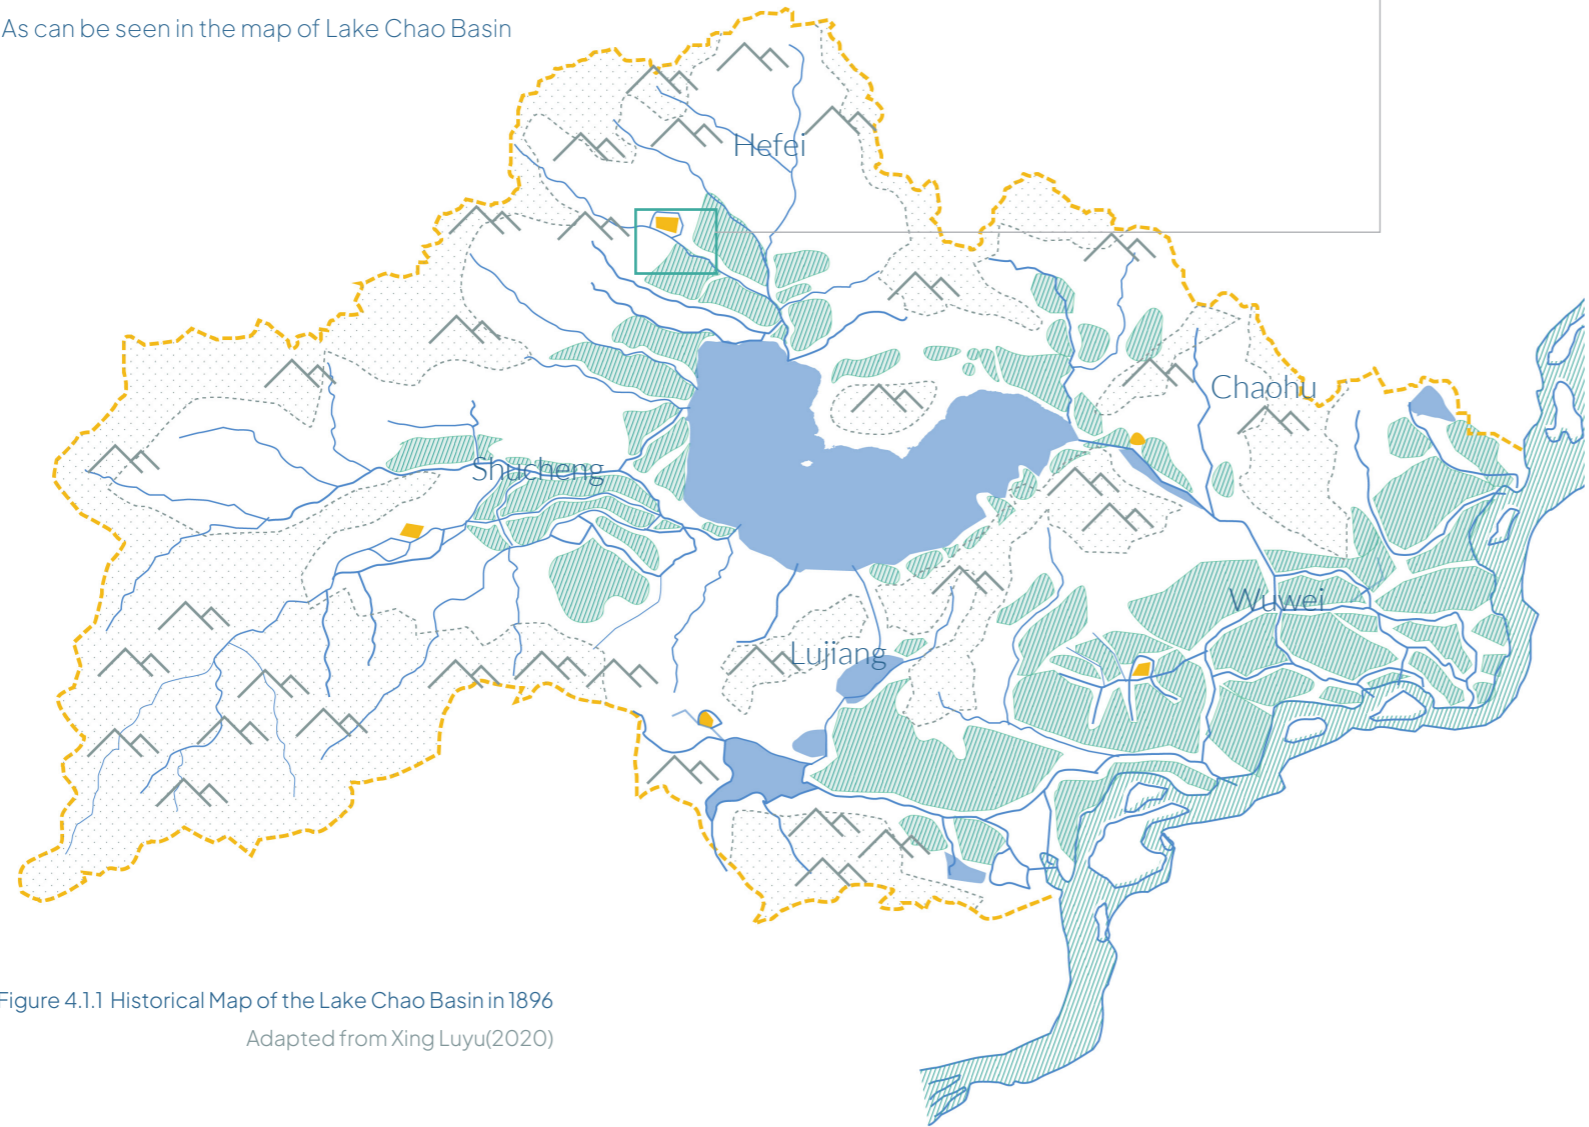 As can be seen in the map of Lake Chao Basin
Hefei
Chaohu
Shucheng
Wuwei
Lujiang
Figure 4.1.1 Historical Map of the Lake Chao Basin in 1896
Adapted from Xing Luyu(2020)